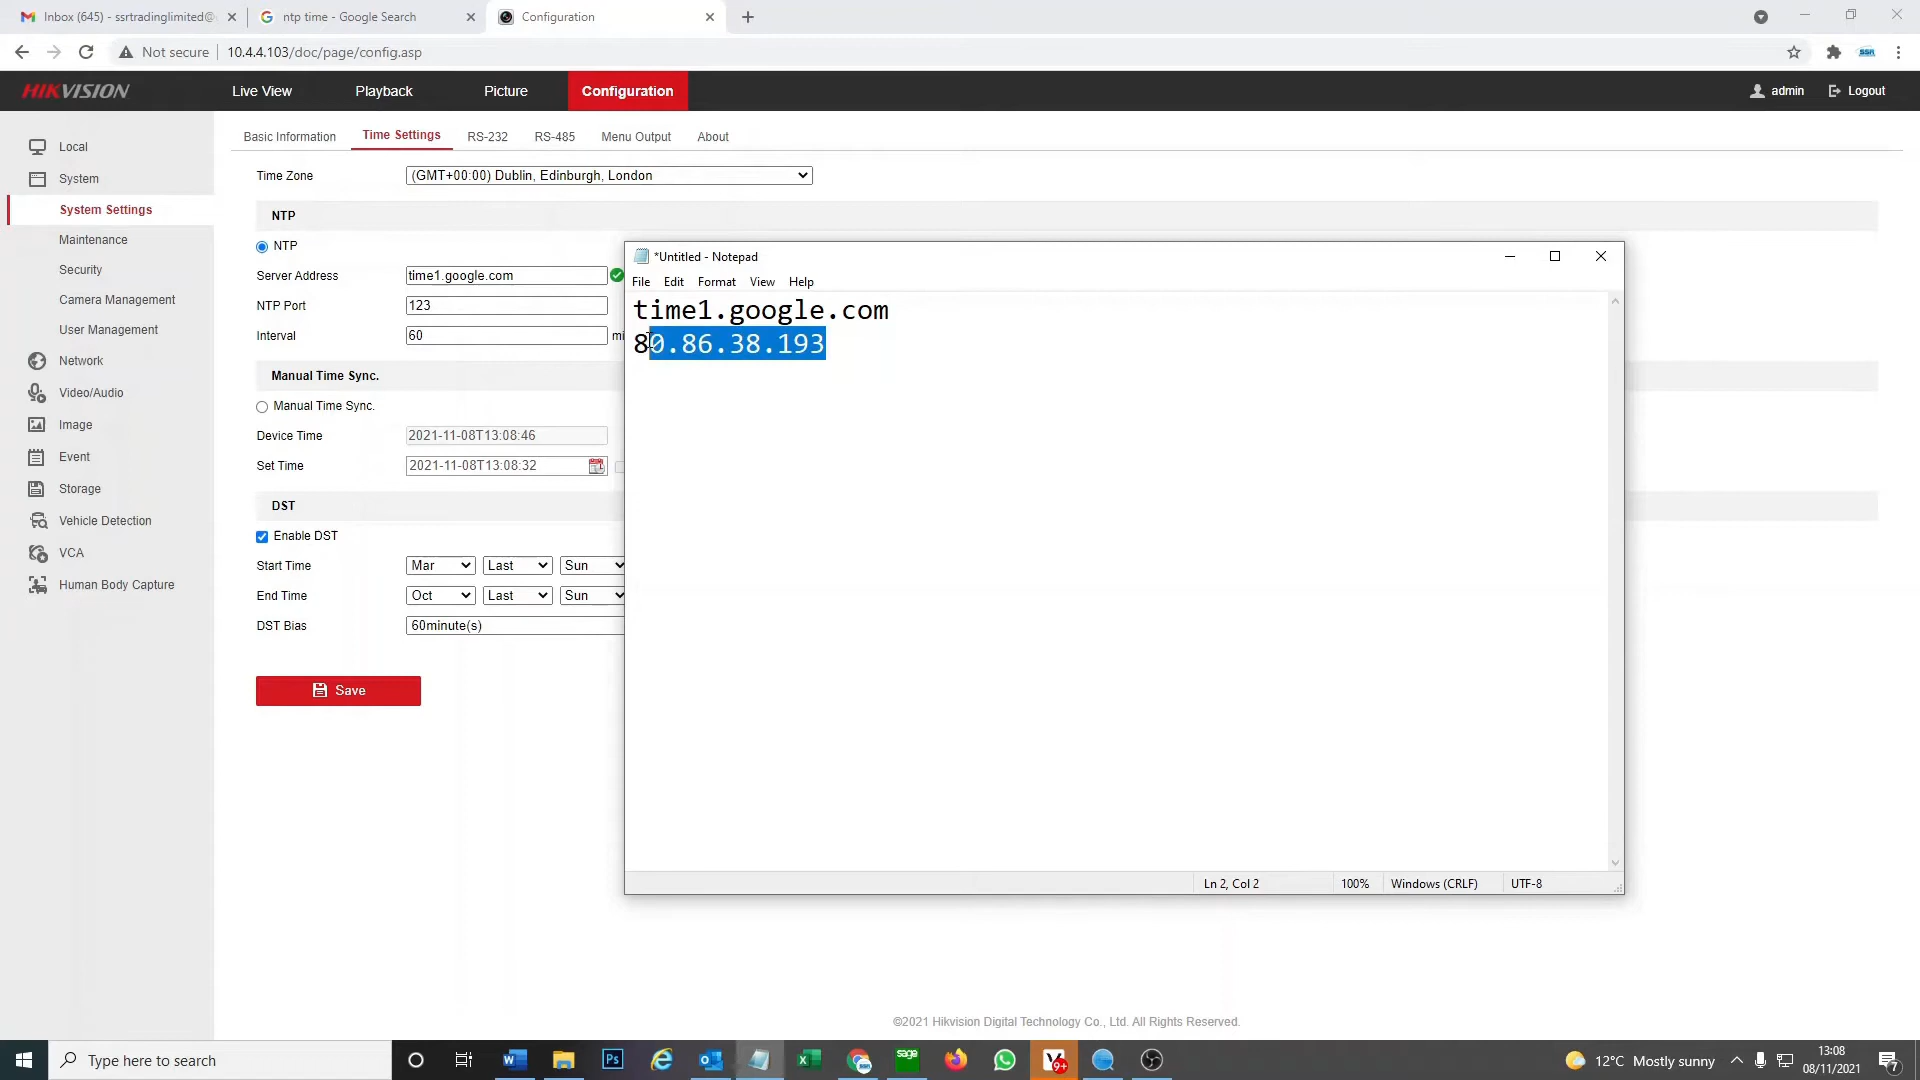 Inbox (645) - ssrtradinglimited@
ntp time - Google Search
Configuration
Not secure
10.4.4.103/doc/page/config.asp
HIKVISION
Live View
Playback
Picture
Configuration
admin
Logout
Local
System
System Settings
Maintenance
Security
Camera Management
User Management
Network
Video/Audio
Image
Event
Storage
Vehicle Detection
VCA
Human Body Capture
Basic Information
Time Settings
RS-232
RS-485
Menu Output
About
Time Zone
(GMT+00:00) Dublin, Edinburgh, London
NTP
NTP
Server Address
time1.google.com
NTP Port
123
Interval
60
mi
Manual Time Sync.
Manual Time Sync.
Device Time
2021-11-08T13:08:46
Set Time
2021-11-08T13:08:32
DST
Enable DST
Start Time
Mar
Last
Sun
End Time
Oct
Last
Sun
DST Bias
60minute(s)
Save
*Untitled - Notepad
File
Edit
Format
View
Help
time1.google.com
80.86.38.193
Ln 2, Col 2
100%
Windows (CRLF)
UTF-8
©2021 Hikvision Digital Technology Co., Ltd. All Rights Reserved.
Type here to search
sage
9+
12°C Mostly sunny
13:08
08/11/2021
7